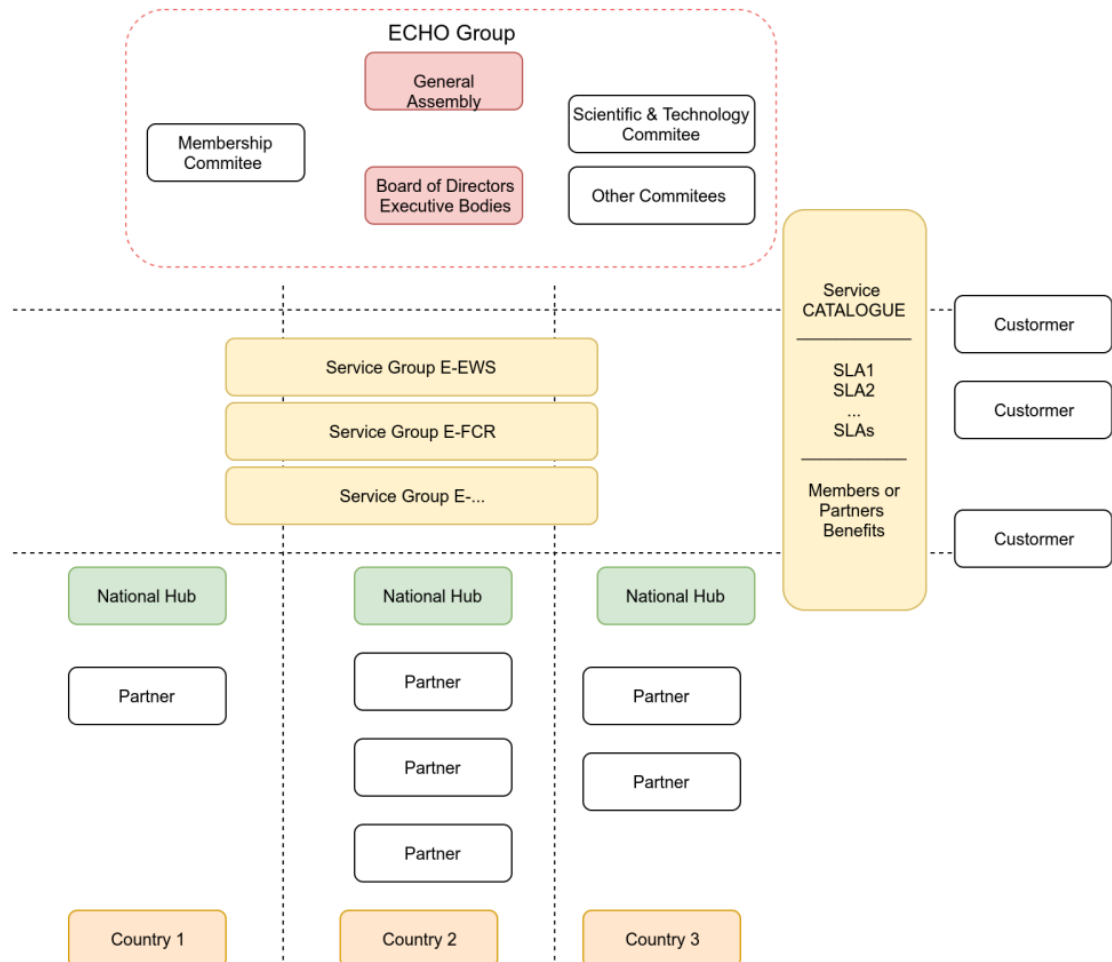 ECHO Group
General
Assembly
Membership
Commitee
Scientific & Technology
Commitee
Board of Directors
Executive Bodies
Other Commitees
Service
CATALOGUE
SLA1
SLA2
...
SLAs
Members or
Partners
Benefits
Custormer
Custormer
Custormer
Service Group E-EWS
Service Group E-FCR
Service Group E-...
National Hub
National Hub
National Hub
Partner
Partner
Partner
Partner
Partner
Partner
Country 1
Country 2
Country 3